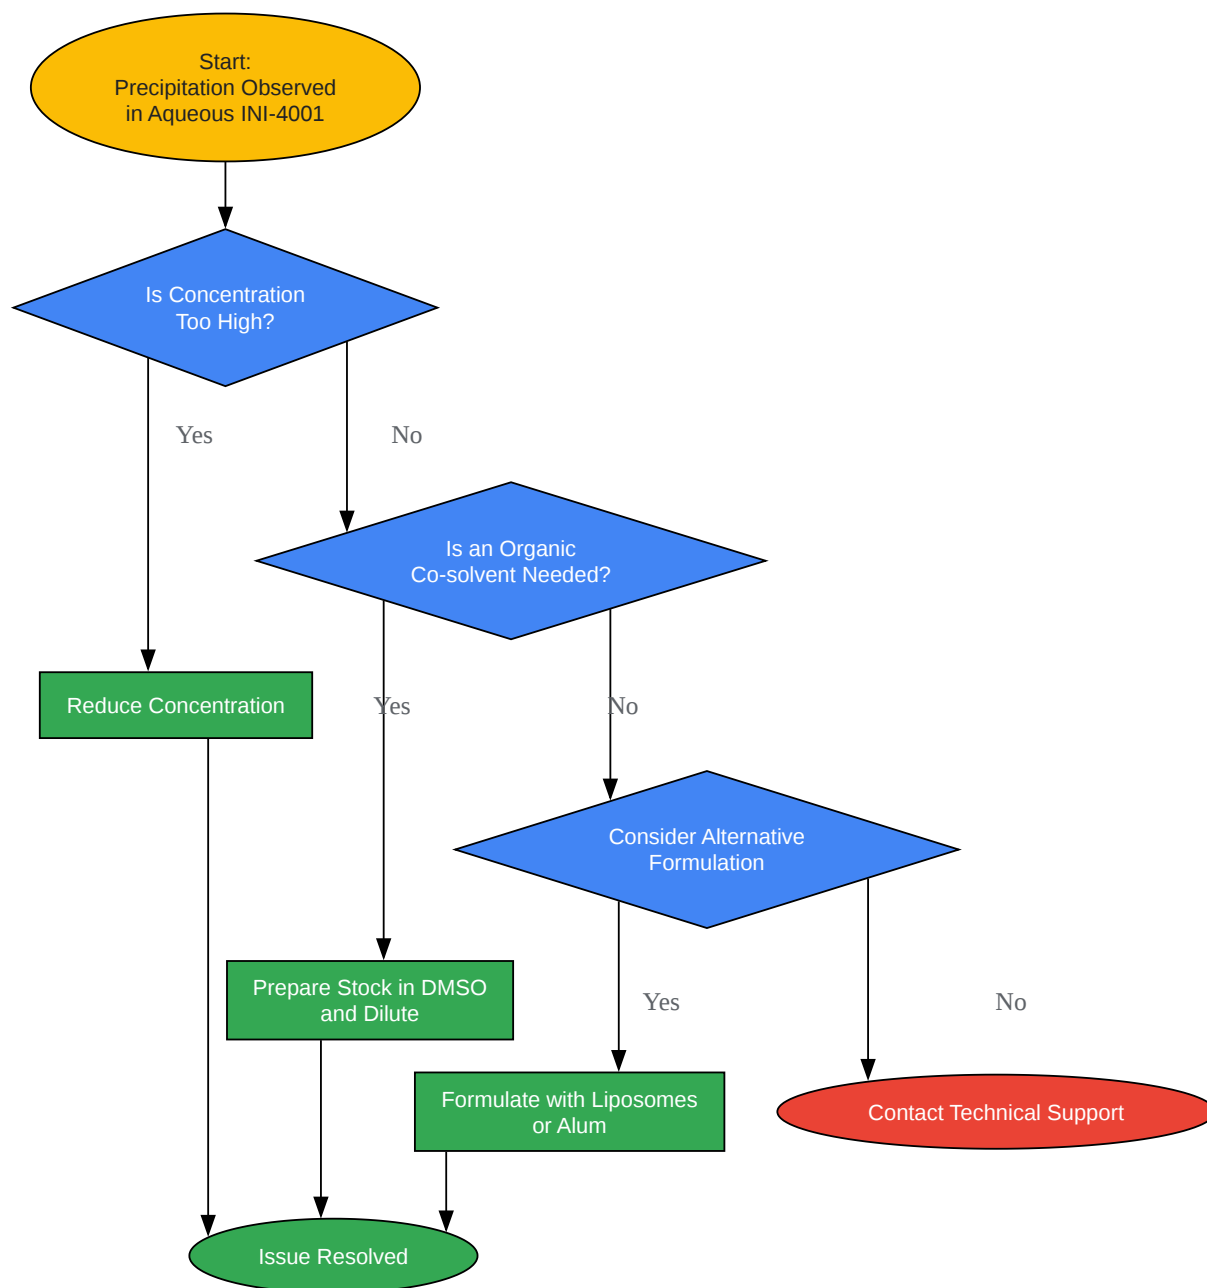 Start:
Precipitation Observed
in Aqueous INI-4001
Is Concentration
Too High?
Yes
No
Is an Organic
Co-solvent Needed?
Reduce Concentration
Yes
No
Consider Alternative
Formulation
Prepare Stock in DMSO
and Dilute
Yes
No
Formulate with Liposomes
or Alum
Contact Technical Support
Issue Resolved